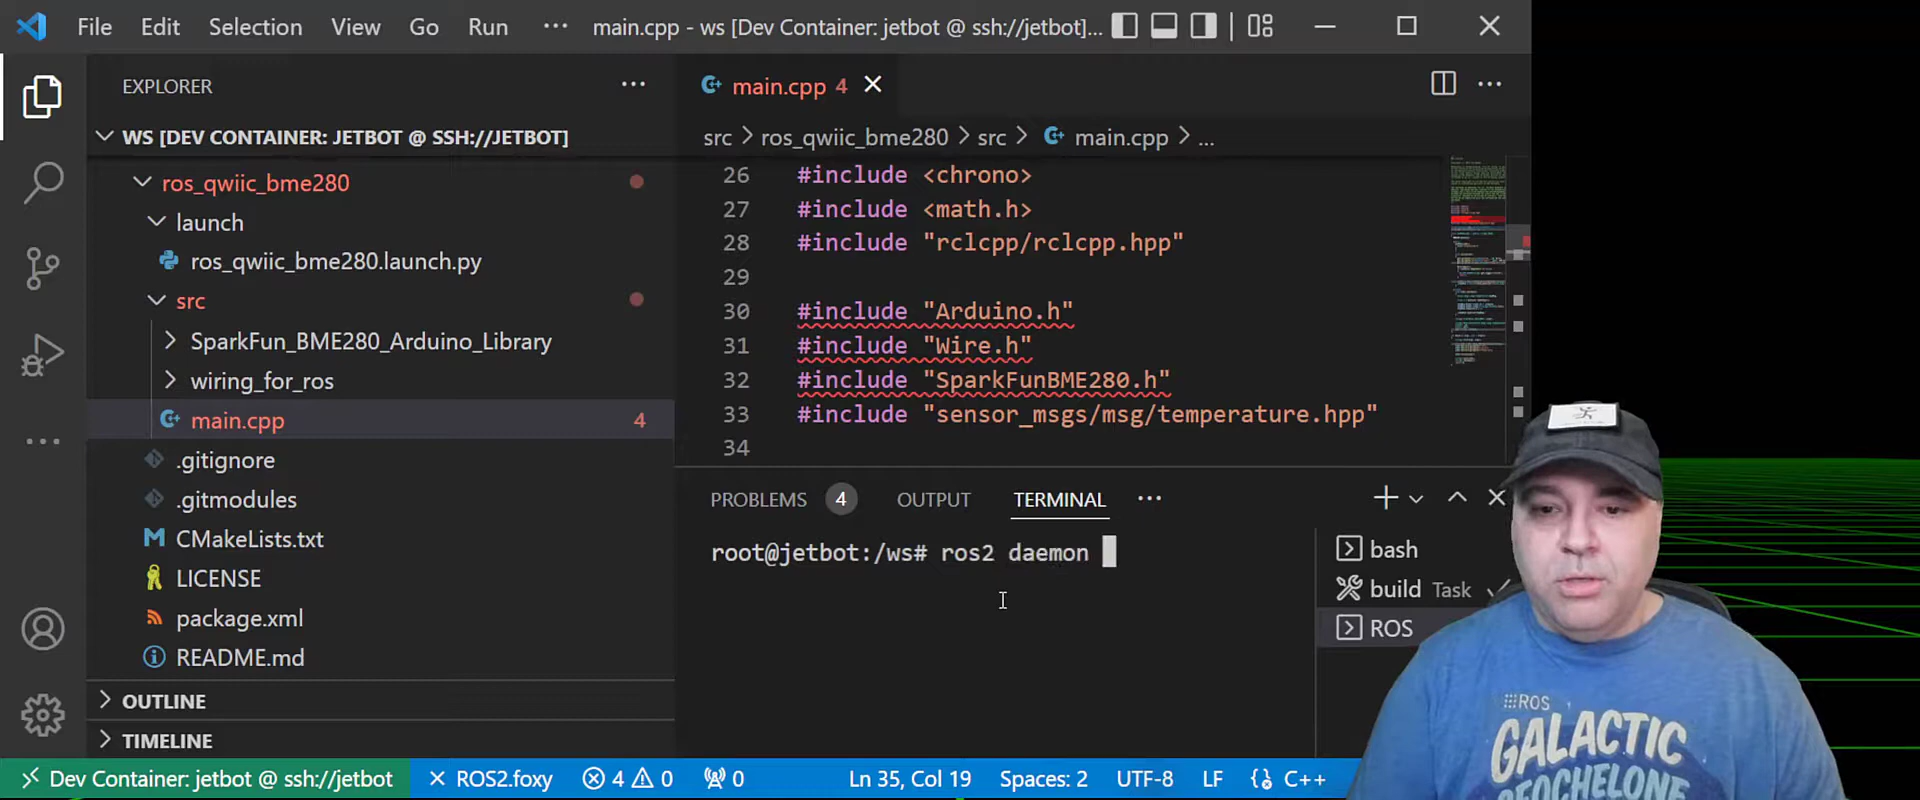 File Edit Selection View Go Run ··· main.cpp - ws [Dev Container: jetbot @ ssh://jetbot]...
EXPLORER ···
WS [DEV CONTAINER: JETBOT @ SSH://JETBOT]
ros_qwiic_bme280
launch
ros_qwiic_bme280.launch.py
src
SparkFun_BME280_Arduino_Library
wiring_for_ros
main.cpp 4
.gitignore
.gitmodules
CMakeLists.txt
LICENSE
package.xml
README.md
OUTLINE
TIMELINE
main.cpp 4
src > ros_qwiic_bme280 > src > main.cpp > ...
26 #include <chrono>
27 #include <math.h>
28 #include "rclcpp/rclcpp.hpp"
29
30 #include "Arduino.h"
31 #include "Wire.h"
32 #include "SparkFunBME280.h"
33 #include "sensor_msgs/msg/temperature.hpp"
34
PROBLEMS 4 OUTPUT TERMINAL ···
root@jetbot:/ws# ros2 daemon
bash
build Task
ROS
:::ROS
GALACTIC
GEOCHELONE
Dev Container: jetbot @ ssh://jetbot ROS2.foxy 4 0 0 Ln 35, Col 19 Spaces: 2 UTF-8 LF {} C++